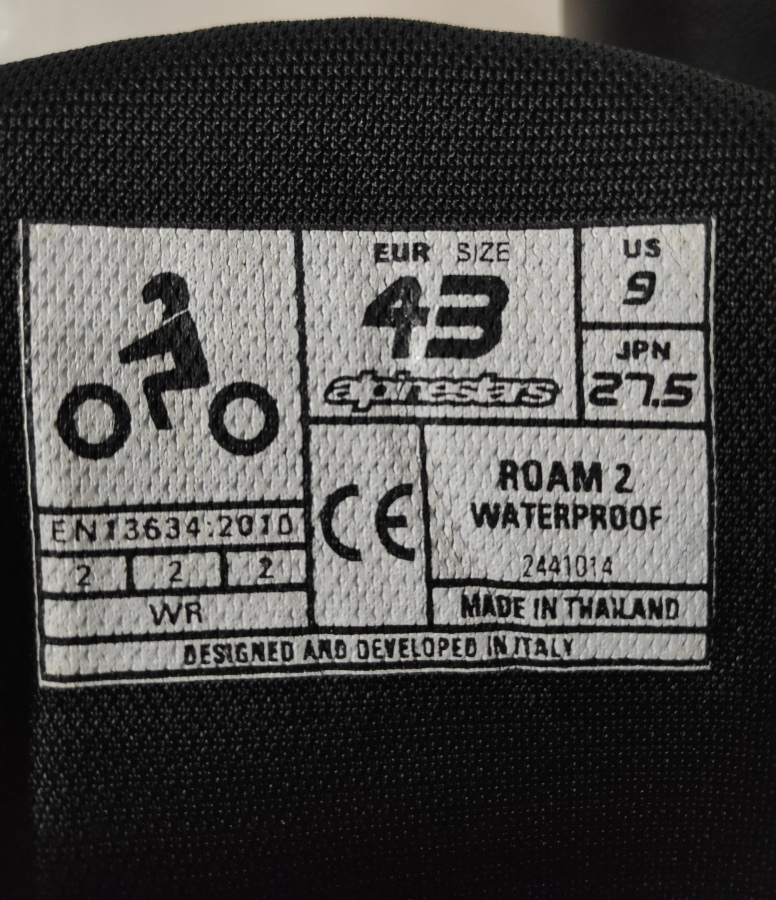 EUR SIZE
43
alpinestars
US
9
JPN
27.5
EN13634:2010
2 2 2
WR
CE
ROAM 2
WATERPROOF
2441014
MADE IN THAILAND
DESIGNED AND DEVELOPED IN ITALY